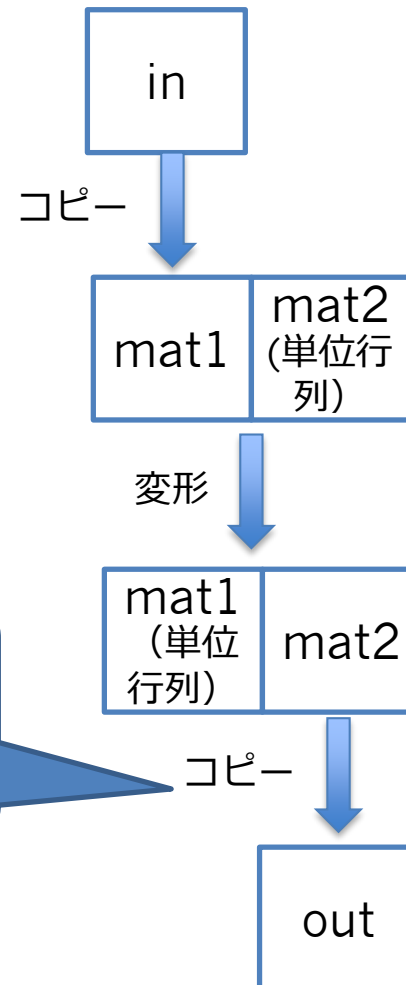 in
コピー
mat1
mat2
(単位行
列）
変形
mat1
（単位
行列）
mat2
コピー
out